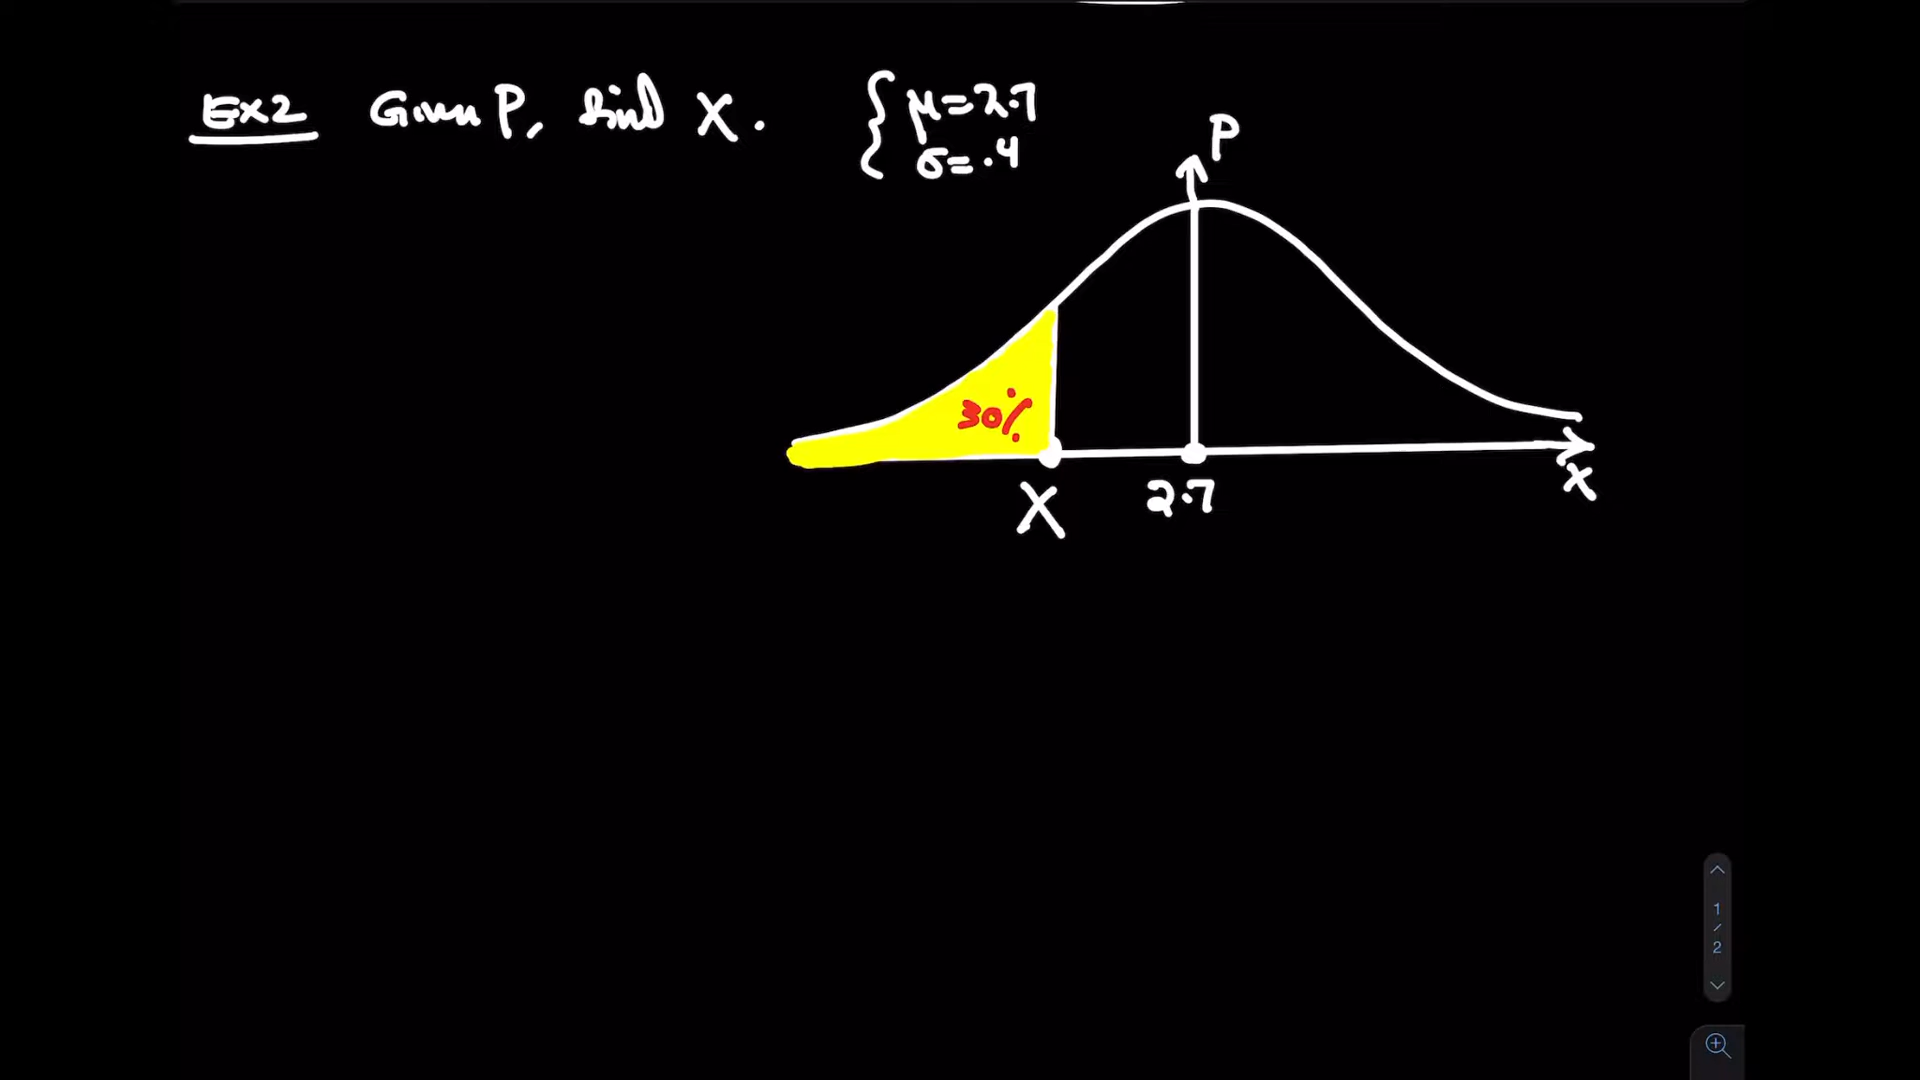 Ex2 Given P, find X. { μ=2.7
σ=.4
P
30%
X 2.7 x
1
/
2